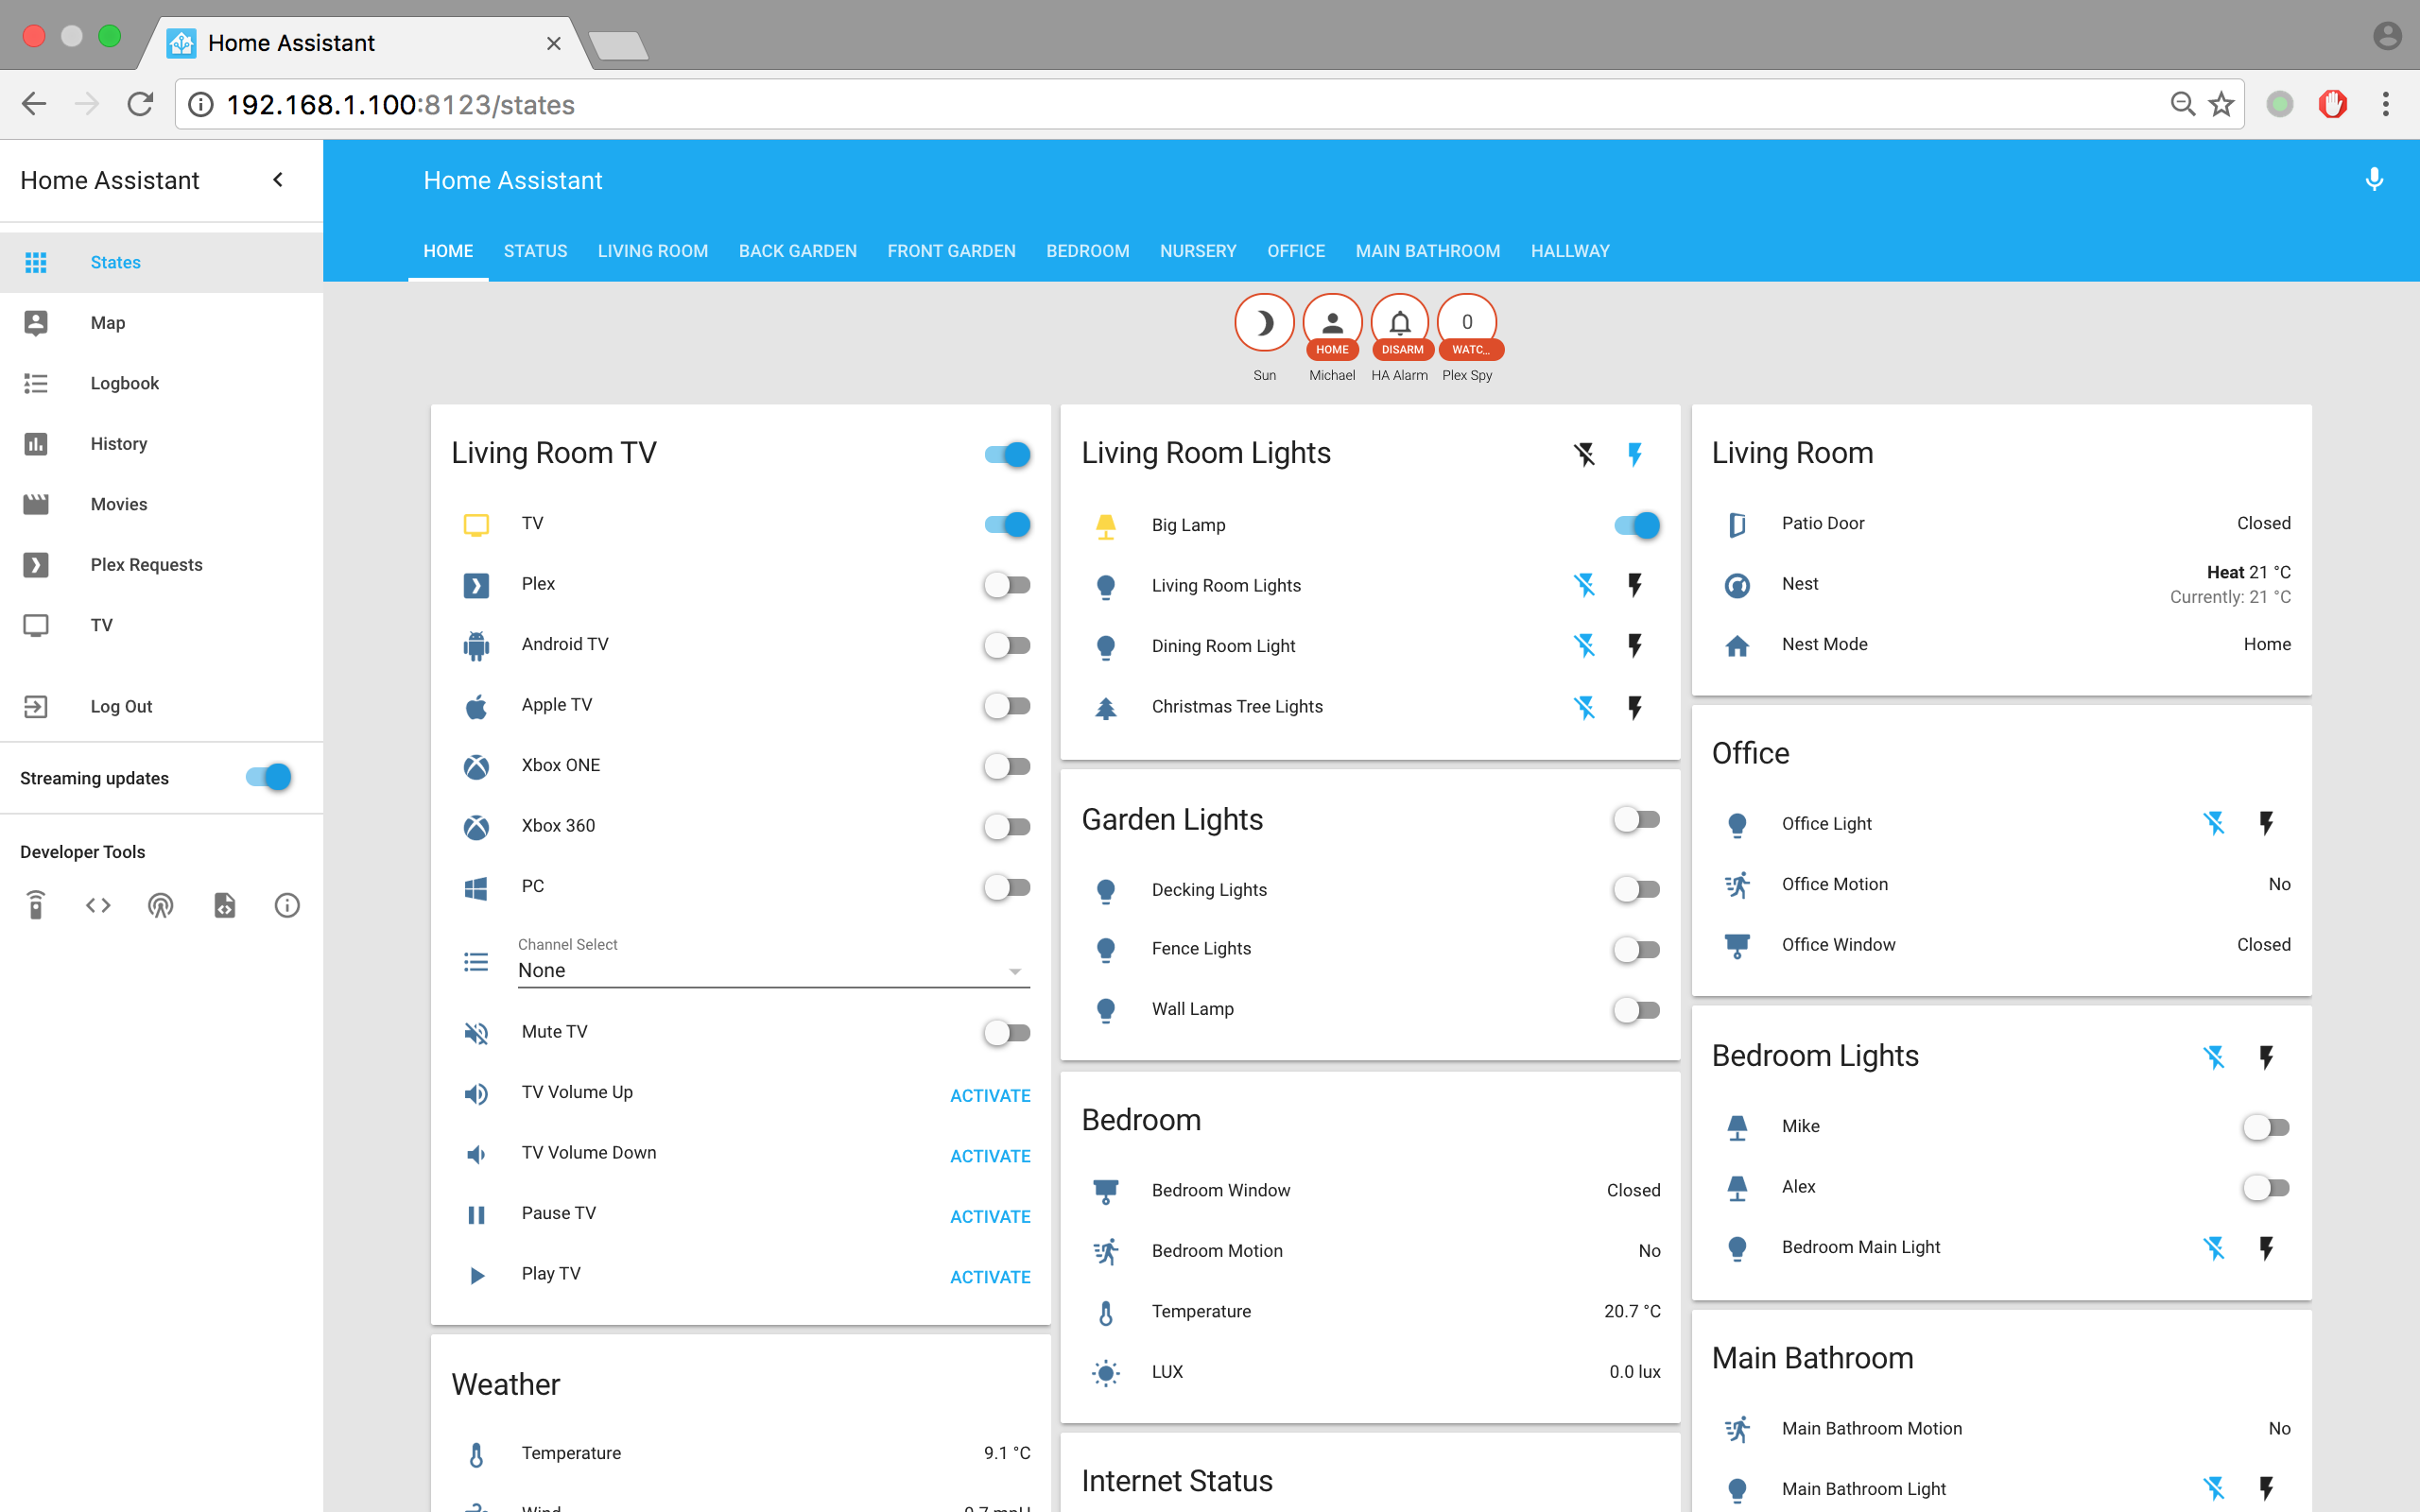 Home Assistant
192.168.1.100:8123/states
Home Assistant
Home Assistant
HOME STATUS LIVING ROOM BACK GARDEN FRONT GARDEN BEDROOM NURSERY OFFICE MAIN BATHROOM HALLWAY
States
Map
Logbook
History
Movies
Plex Requests
TV
Log Out
Streaming updates
Developer Tools
0
HOME DISARM WATC...
Sun Michael HA Alarm Plex Spy
Living Room TV
TV
Plex
Android TV
Apple TV
Xbox ONE
Xbox 360
PC
Channel Select
None
Mute TV
TV Volume Up ACTIVATE
TV Volume Down ACTIVATE
Pause TV ACTIVATE
Play TV ACTIVATE
Weather
Temperature 9.1 °C
Living Room Lights
Big Lamp
Living Room Lights
Dining Room Light
Christmas Tree Lights
Garden Lights
Decking Lights
Fence Lights
Wall Lamp
Bedroom
Bedroom Window Closed
Bedroom Motion No
Temperature 20.7 °C
LUX 0.0 lux
Internet Status
Living Room
Patio Door Closed
Nest Heat 21 °C
Currently: 21 °C
Nest Mode Home
Office
Office Light
Office Motion No
Office Window Closed
Bedroom Lights
Mike
Alex
Bedroom Main Light
Main Bathroom
Main Bathroom Motion No
Main Bathroom Light